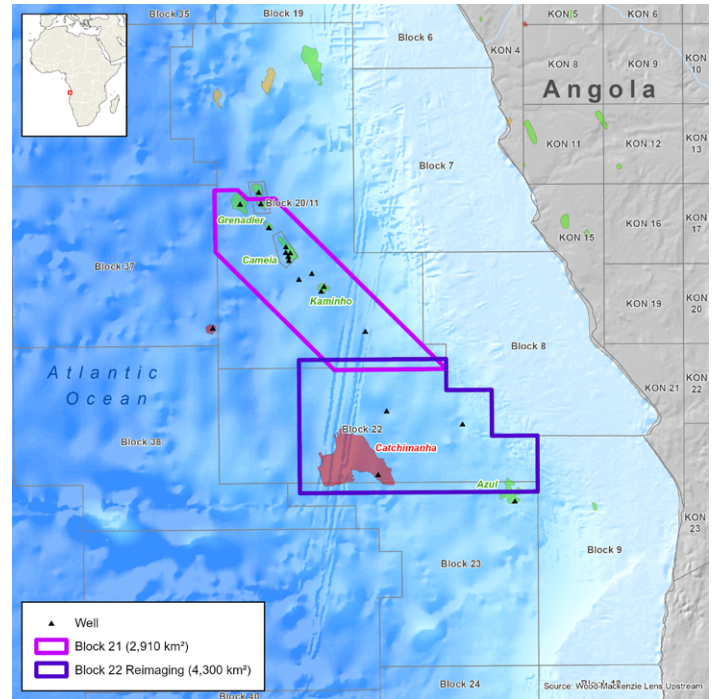 Block 35
Block 19
Block 6
KON 5
KON 6
KON 4
KON 8
KON 9
KON 10
Angola
KON 11
KON 12
KON 13
Block 7
Block 20/11
Grenadier
KON 15
KON 16
KON 17
Cameia
Block 37
Kaminho
KON 19
KON 20
Block 8
Atlantic
Ocean
KON 21
KON 22
Block 22
Catchimanha
Block 38
Azul
KON 23
Block 23
Block 9
Well
Block 21 (2,910 km²)
Block 22 Reimaging (4,300 km²)
Block 24
Block 40
Source: Wood Mackenzie Lens Upstream